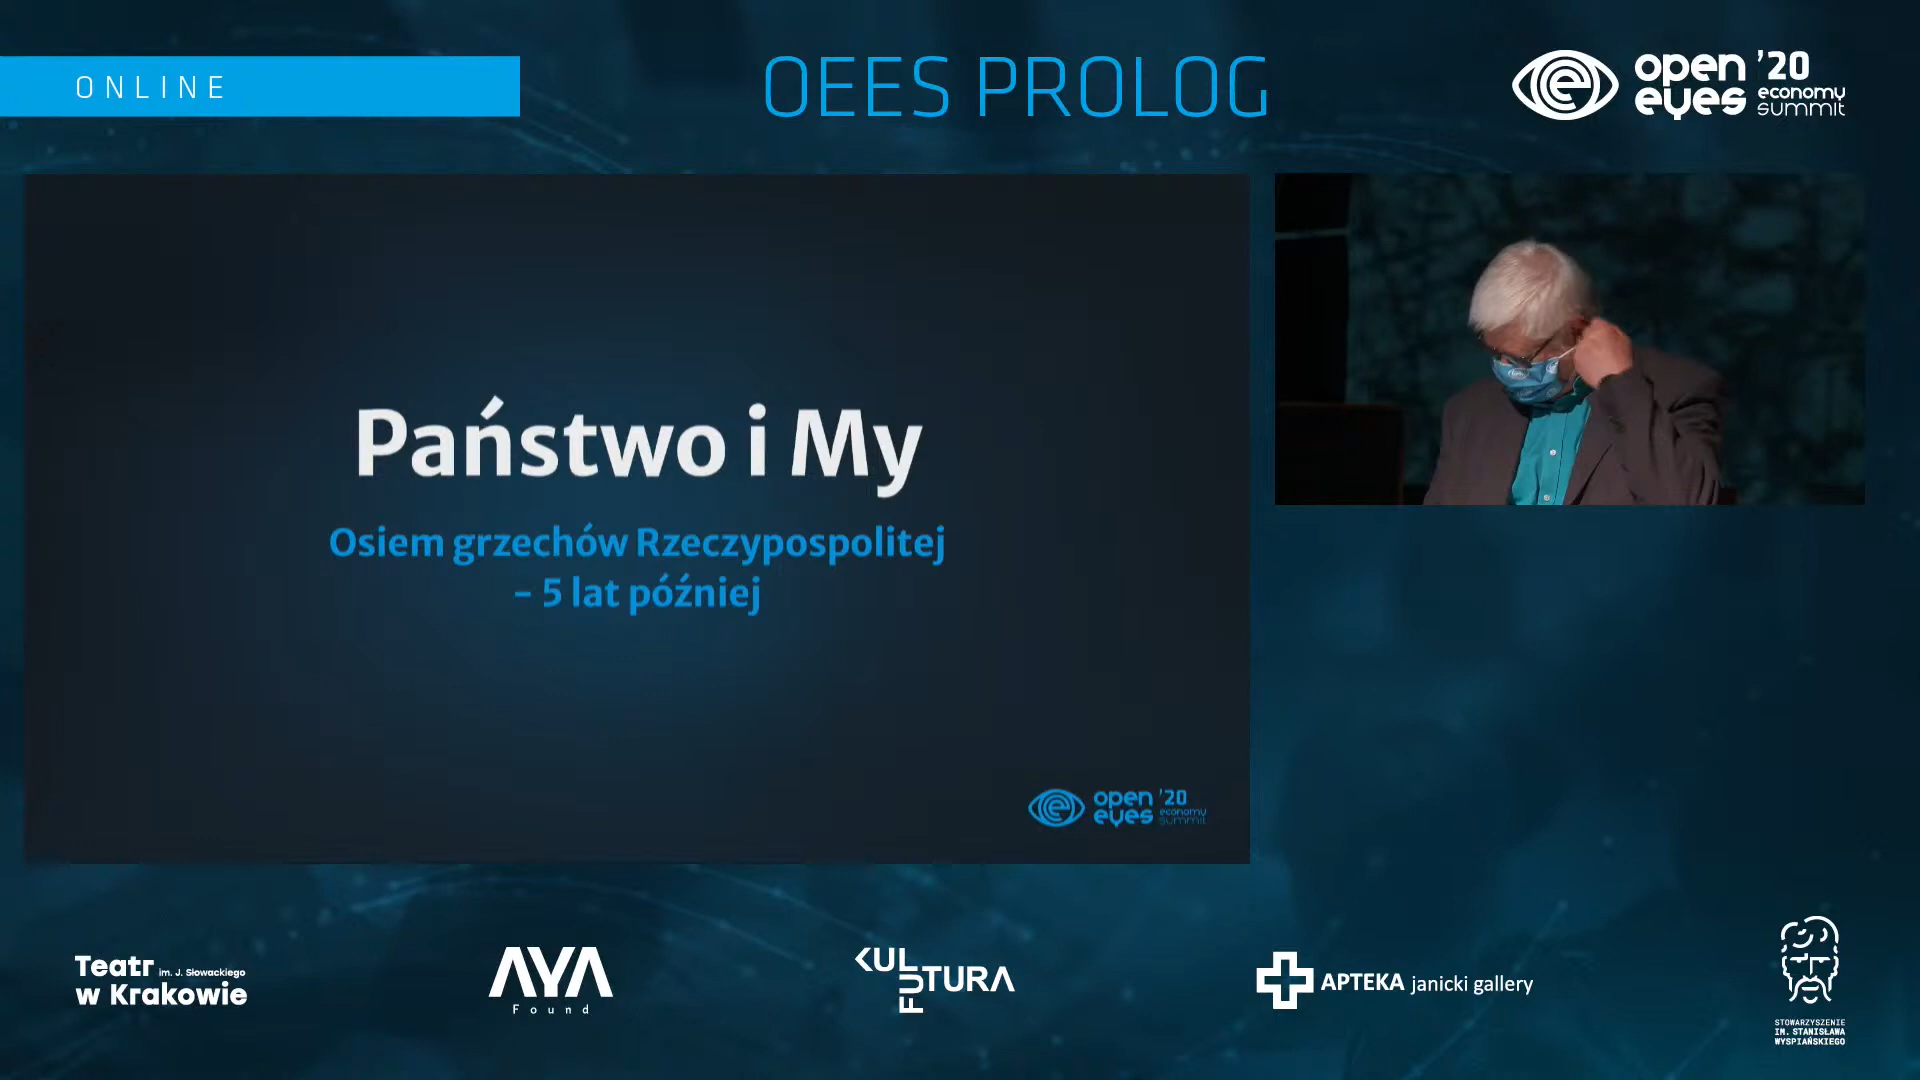 ONLINE
OEES PROLOG
open '20
eyes economy
summit
Państwo i My
Osiem grzechów Rzeczypospolitej
– 5 lat później
open '20
eyes economy
summit
Teatr im. J. Słowackiego
w Krakowie
AYA
Found
KUL
FUTURA
APTEKA janicki gallery
STOWARZYSZENIE
IM. STANISŁAWA
WYSPIAŃSKIEGO